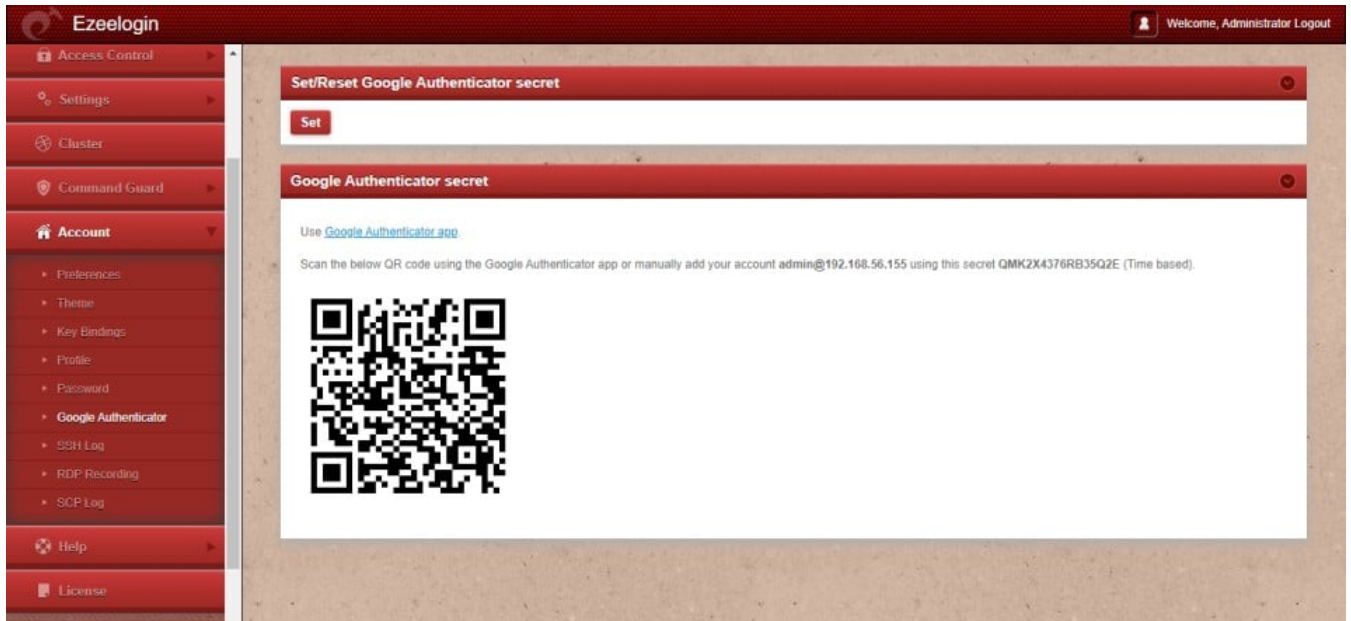 Ezeelogin
Welcome, Administrator Logout
Access Control
Settings
Cluster
Command Guard
Account
Preferences
Theme
Key Bindings
Profile
Password
Google Authenticator
SSH Log
RDP Recording
SCP Log
Help
License
Set/Reset Google Authenticator secret
Set
Google Authenticator secret
Use Google Authenticator app.
Scan the below QR code using the Google Authenticator app or manually add your account admin@192.168.56.155 using this secret QMK2X4376RB35Q2E (Time based).